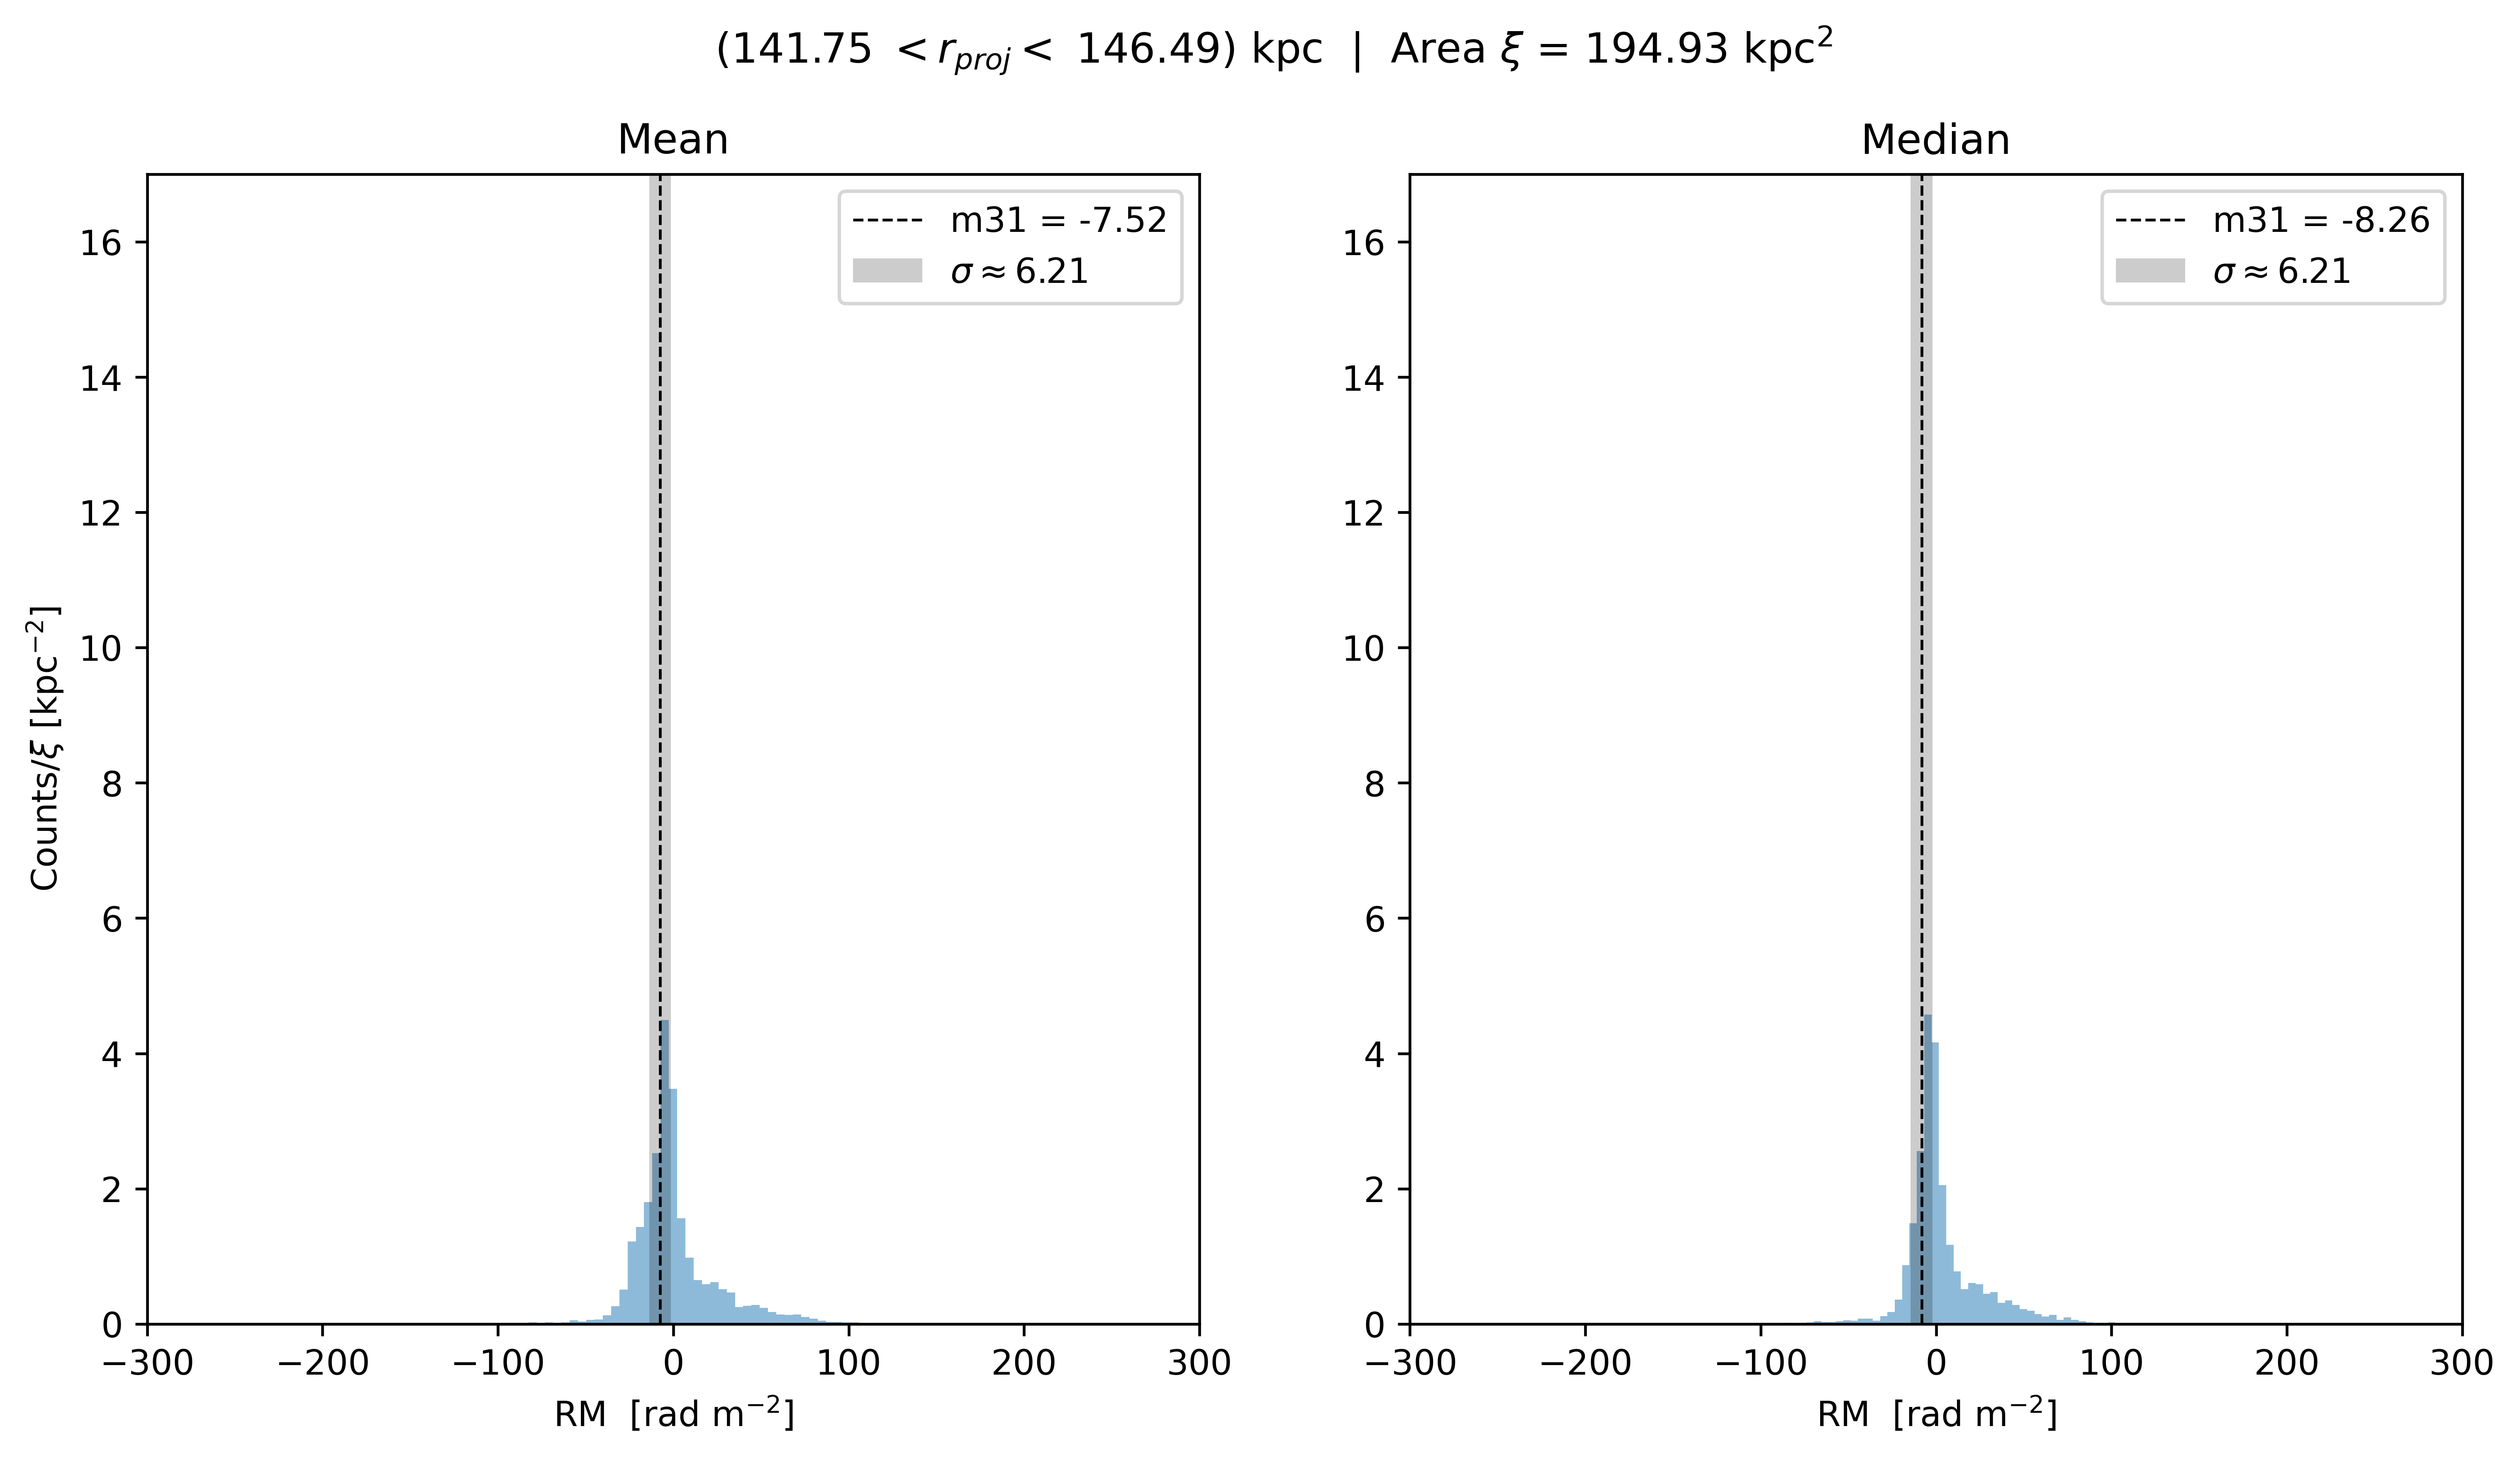 (141.75 < r_proj < 146.49) kpc | Area ξ = 194.93 kpc²
Mean
m31 = -7.52
σ ≈ 6.21
Counts/ξ [kpc⁻²]
16
14
12
10
8
6
4
2
0
−300 −200 −100 0 100 200 300
RM [rad m⁻²]
Median
m31 = -8.26
σ ≈ 6.21
16
14
12
10
8
6
4
2
0
−300 −200 −100 0 100 200 300
RM [rad m⁻²]